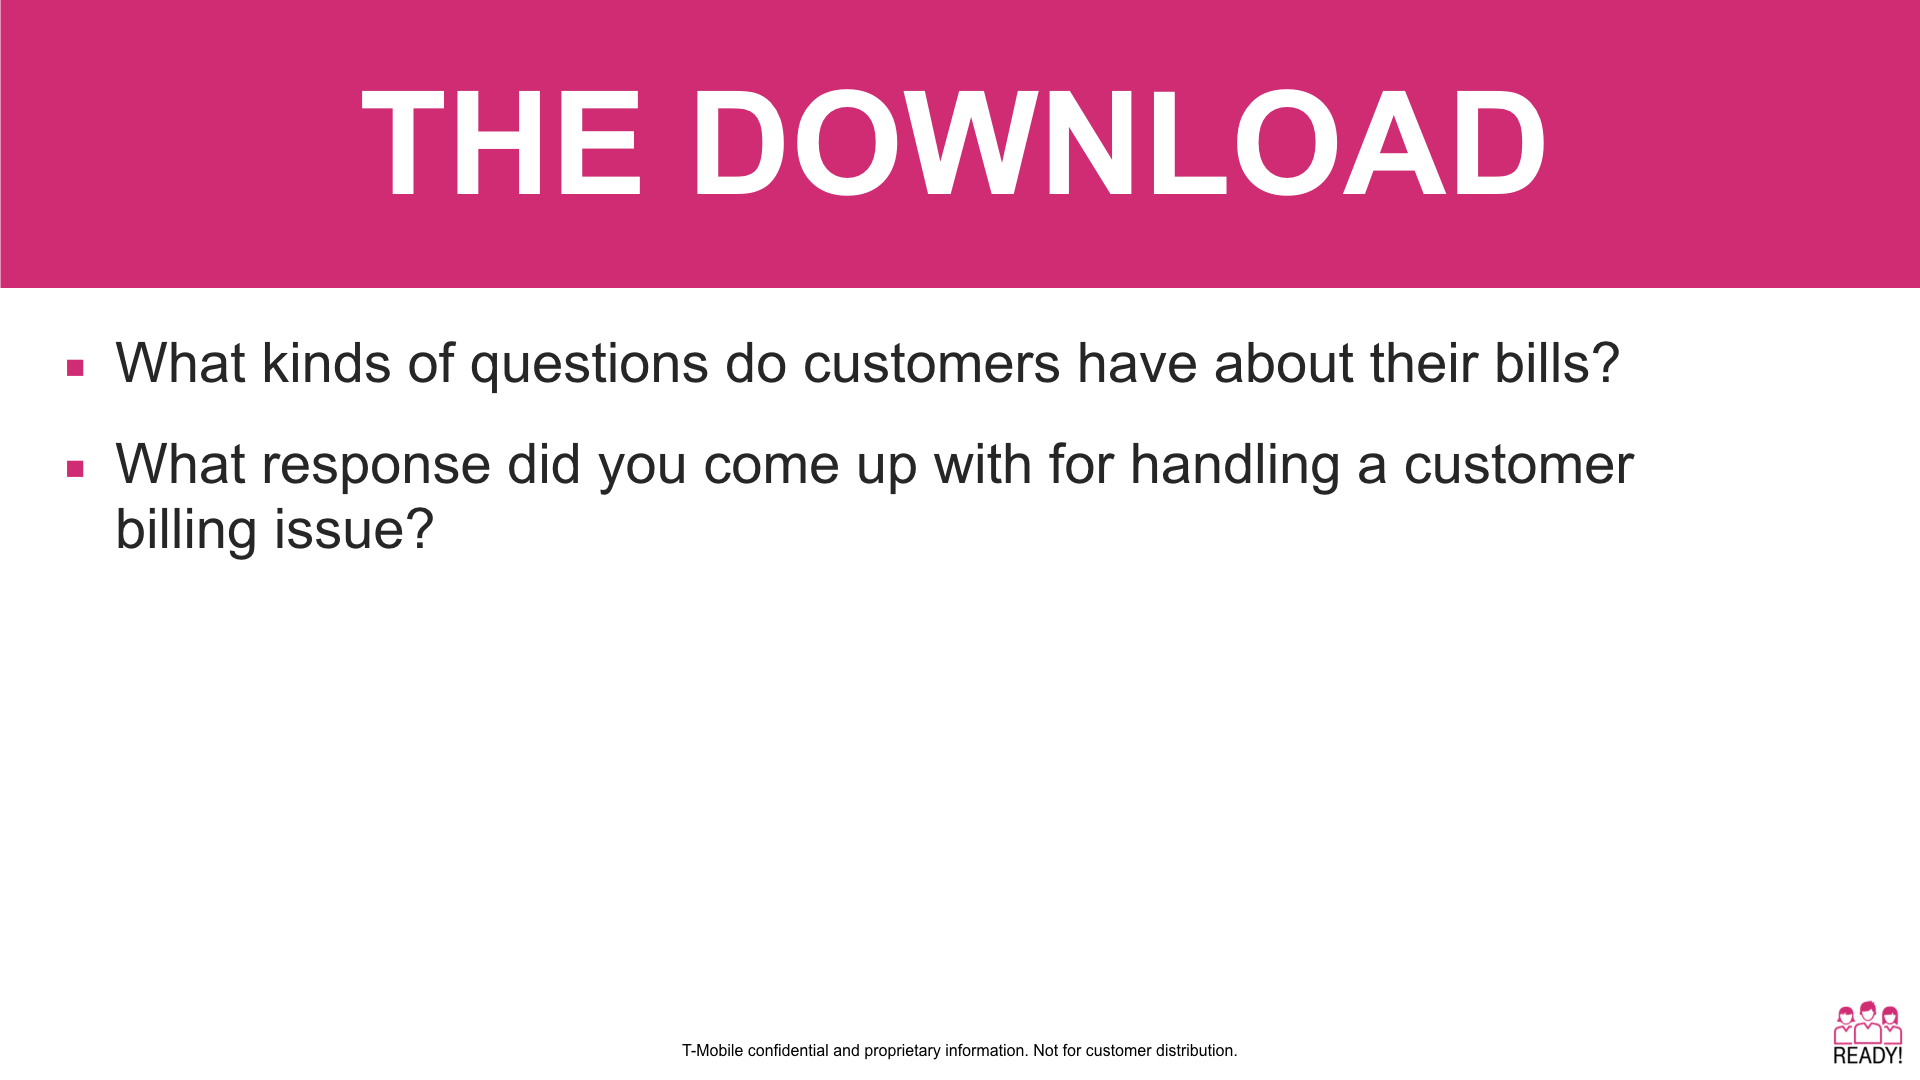 THE DOWNLOAD
▪ What kinds of questions do customers have about their bills?
▪ What response did you come up with for handling a customer
billing issue?
T-Mobile confidential and proprietary information. Not for customer distribution.
READY!